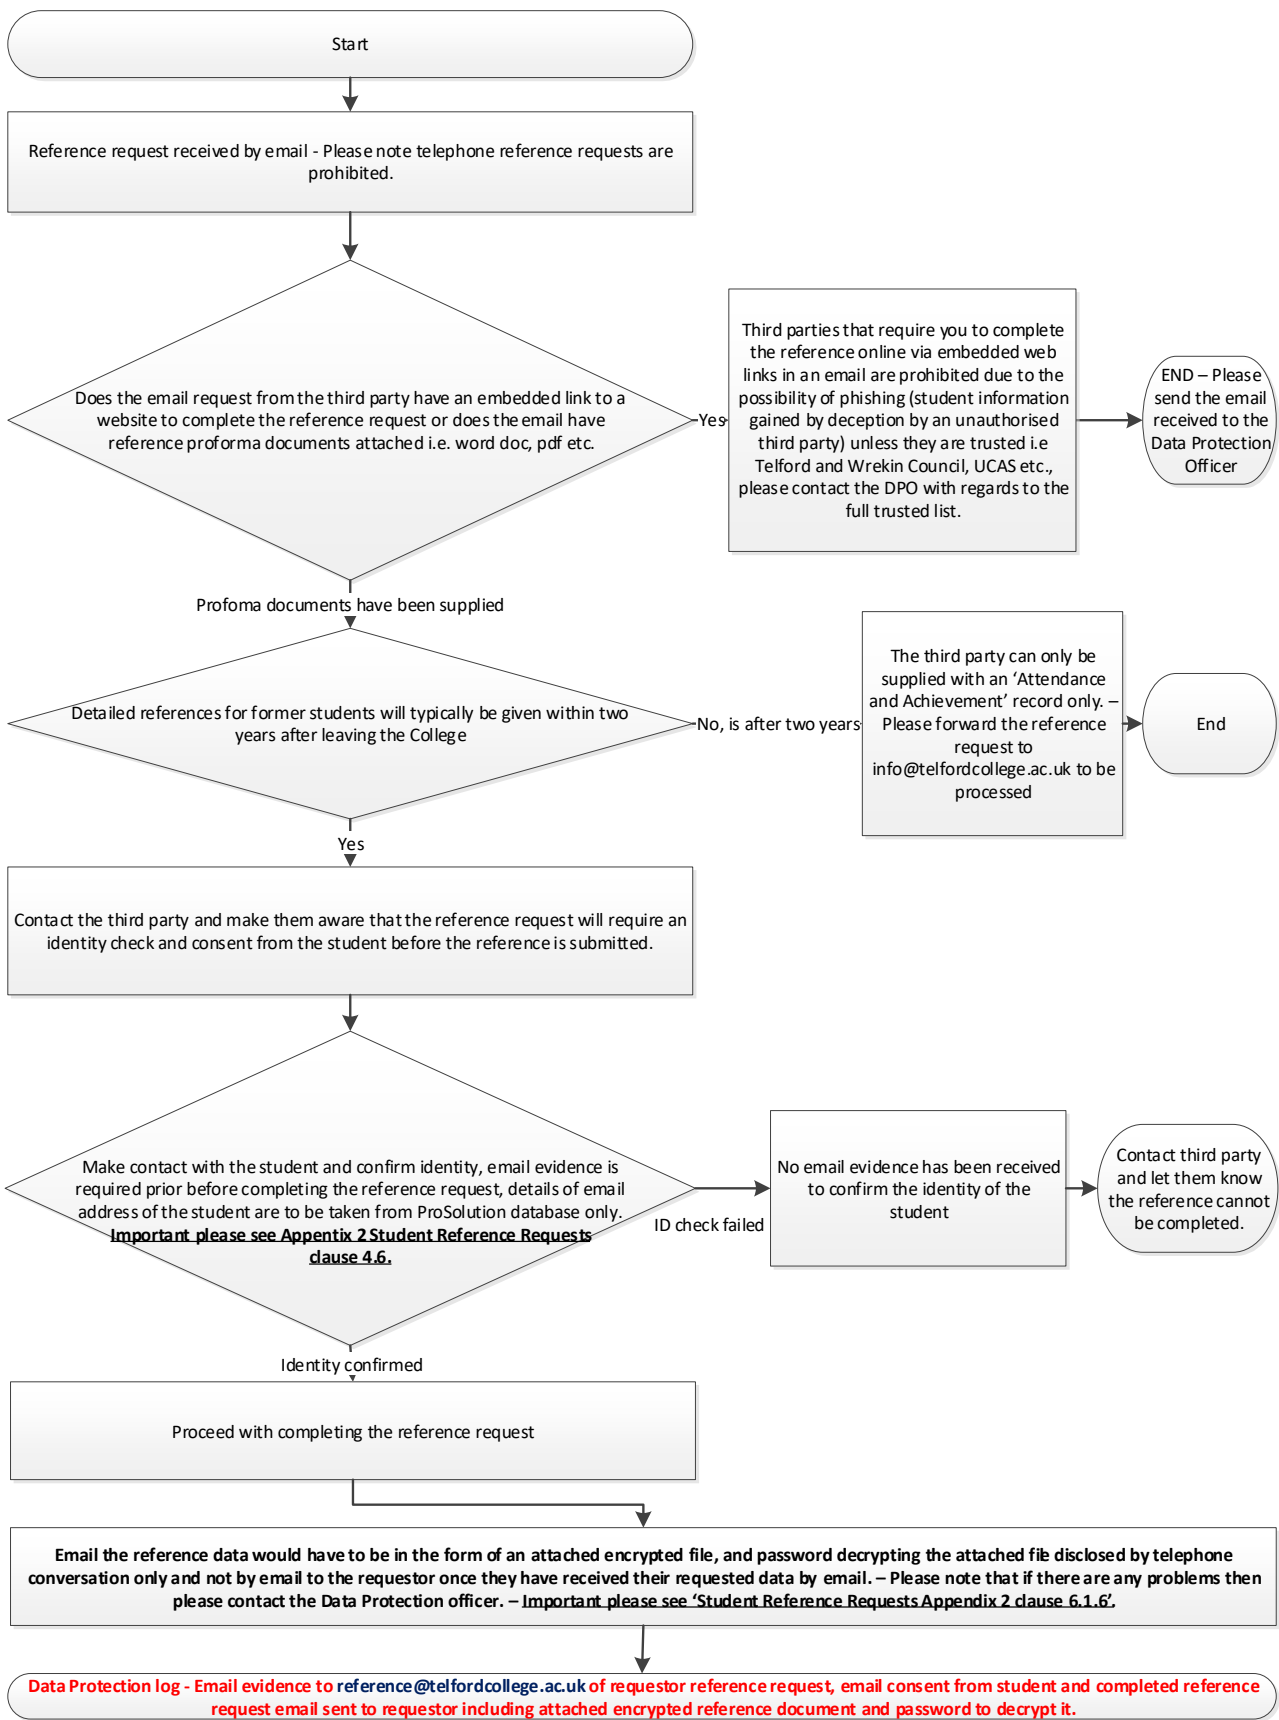 Start
Reference request received by email - Please note telephone reference requests are
prohibited.
Does the email request from the third party have an embedded link to a
website to complete the reference request or does the email have
reference proforma documents attached i.e. word doc, pdf etc.
Yes
Third parties that require you to complete
the reference online via embedded web
links in an email are prohibited due to the
possibility of phishing (student information
gained by deception by an unauthorised
third party) unless they are trusted i.e
Telford and Wrekin Council, UCAS etc.,
please contact the DPO with regards to the
full trusted list.
END – Please
send the email
received to the
Data Protection
Officer
Profoma documents have been supplied
Detailed references for former students will typically be given within two
years after leaving the College
No, is after two years
The third party can only be
supplied with an ‘Attendance
and Achievement’ record only. –
Please forward the reference
request to
info@telfordcollege.ac.uk to be
processed
End
Yes
Contact the third party and make them aware that the reference request will require an
identity check and consent from the student before the reference is submitted.
Make contact with the student and confirm identity, email evidence is
required prior before completing the reference request, details of email
address of the student are to be taken from ProSolution database only.
Important please see Appentix 2 Student Reference Requests
clause 4.6.
ID check failed
No email evidence has been received
to confirm the identity of the
student
Contact third party
and let them know
the reference cannot
be completed.
Identity confirmed
Proceed with completing the reference request
Email the reference data would have to be in the form of an attached encrypted file, and password decrypting the attached file disclosed by telephone
conversation only and not by email to the requestor once they have received their requested data by email. – Please note that if there are any problems then
please contact the Data Protection officer. – Important please see ‘Student Reference Requests Appendix 2 clause 6.1.6’.
Data Protection log - Email evidence to reference@telfordcollege.ac.uk of requestor reference request, email consent from student and completed reference
request email sent to requestor including attached encrypted reference document and password to decrypt it.